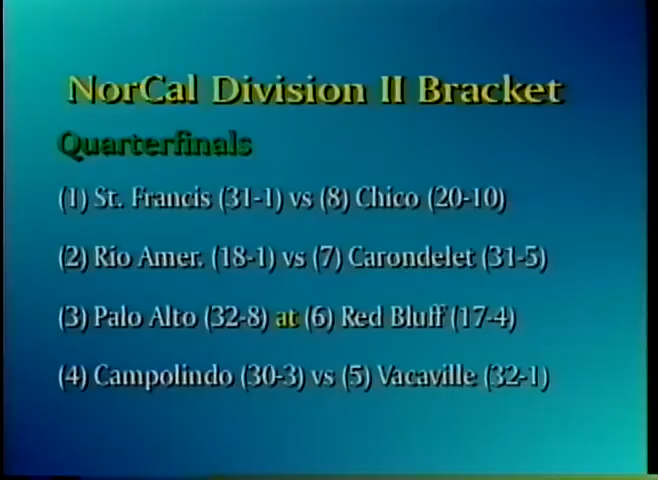 NorCal Division II Bracket
Quarterfinals
(1) St. Francis (31-1) vs (8) Chico (20-10)
(2) Rio Amer. (18-1) vs (7) Carondelet (31-5)
(3) Palo Alto (32-8) at (6) Red Bluff (17-4)
(4) Campolindo (30-3) vs (5) Vacaville (32-1)